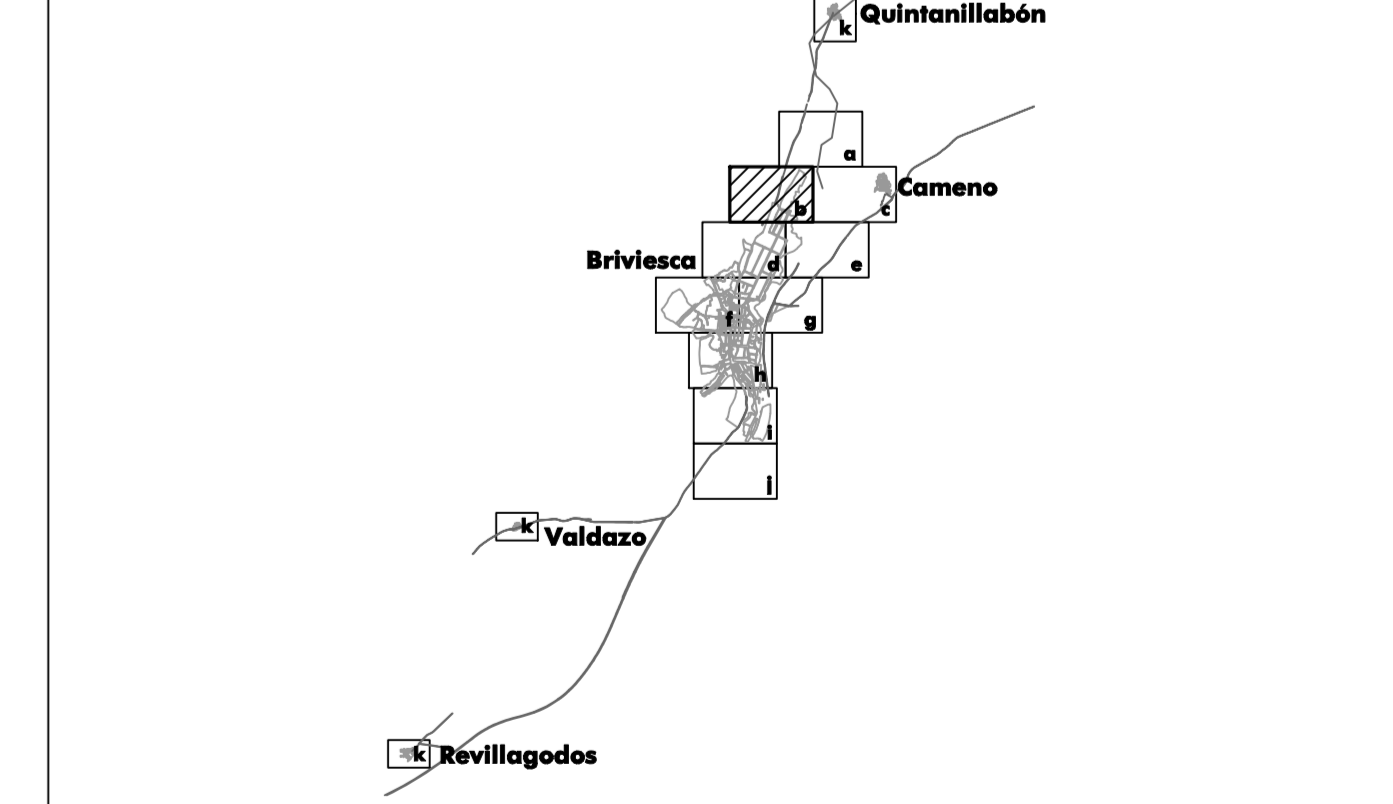 Quintanillabón
k
a
b
c
Cameno
Briviesca
d
e
f
g
h
i
j
k
Valdazo
k
Revillagodos